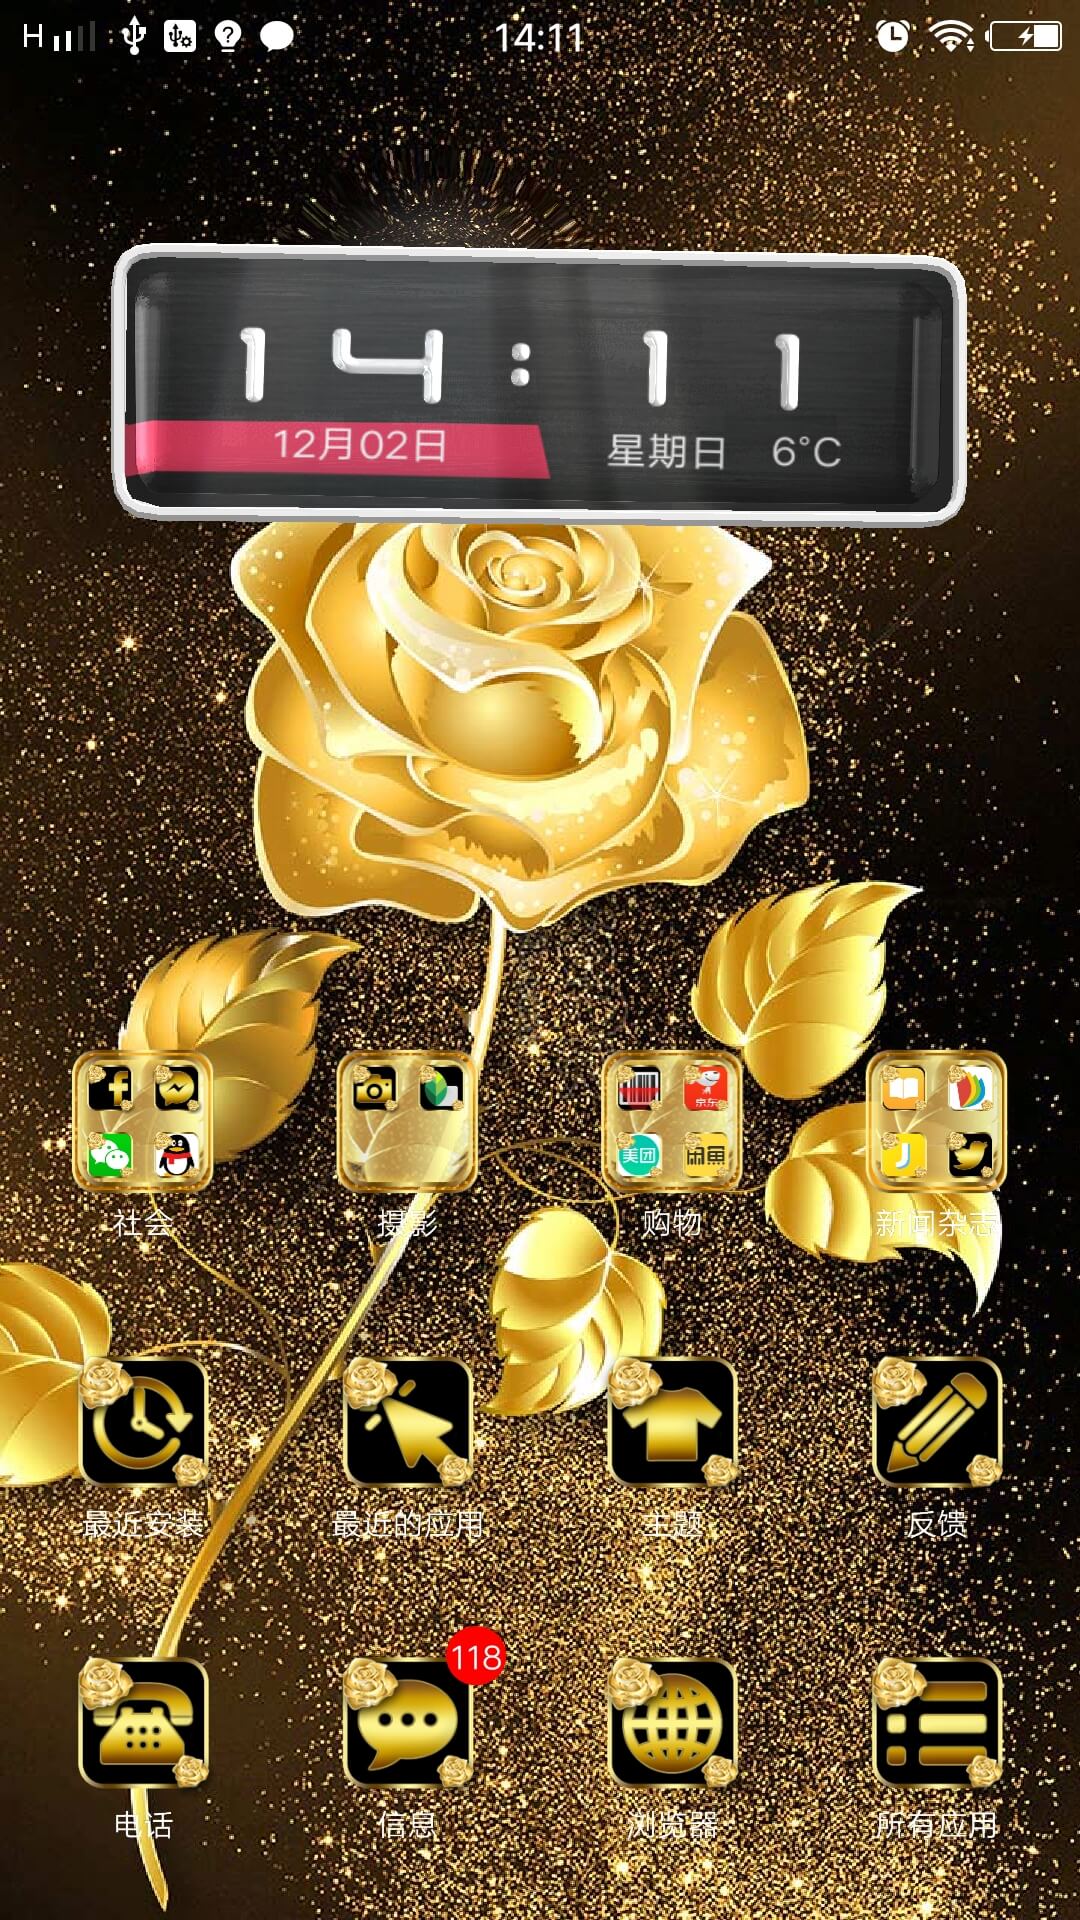 H 14:11
14:11
12月02日 星期日 6°C
京东
美团 闲鱼
社会 摄影 购物 新闻杂志
最近安装 最近的应用 主题 反馈
118
电话 信息 浏览器 所有应用